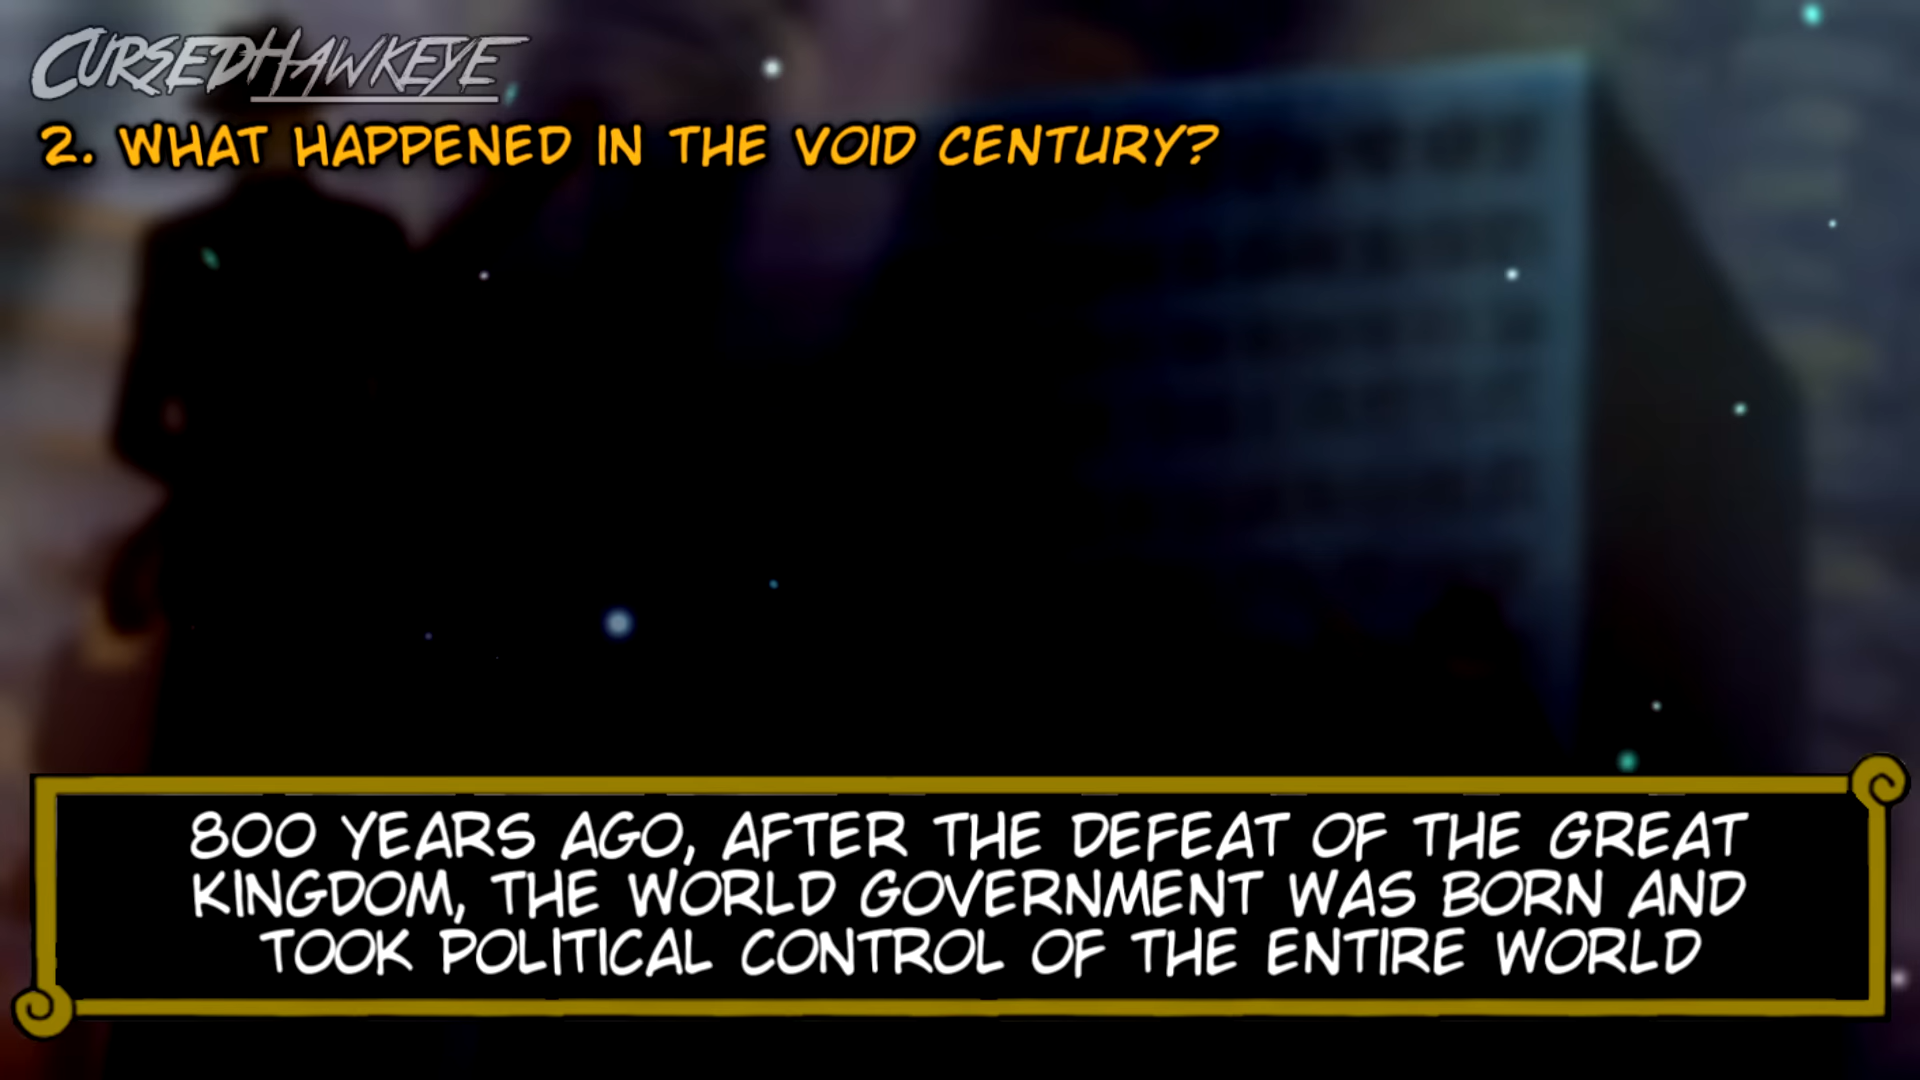 CURSEDHAWKEYE
2. WHAT HAPPENED IN THE VOID CENTURY?
800 YEARS AGO, AFTER THE DEFEAT OF THE GREAT
KINGDOM, THE WORLD GOVERNMENT WAS BORN AND
TOOK POLITICAL CONTROL OF THE ENTIRE WORLD